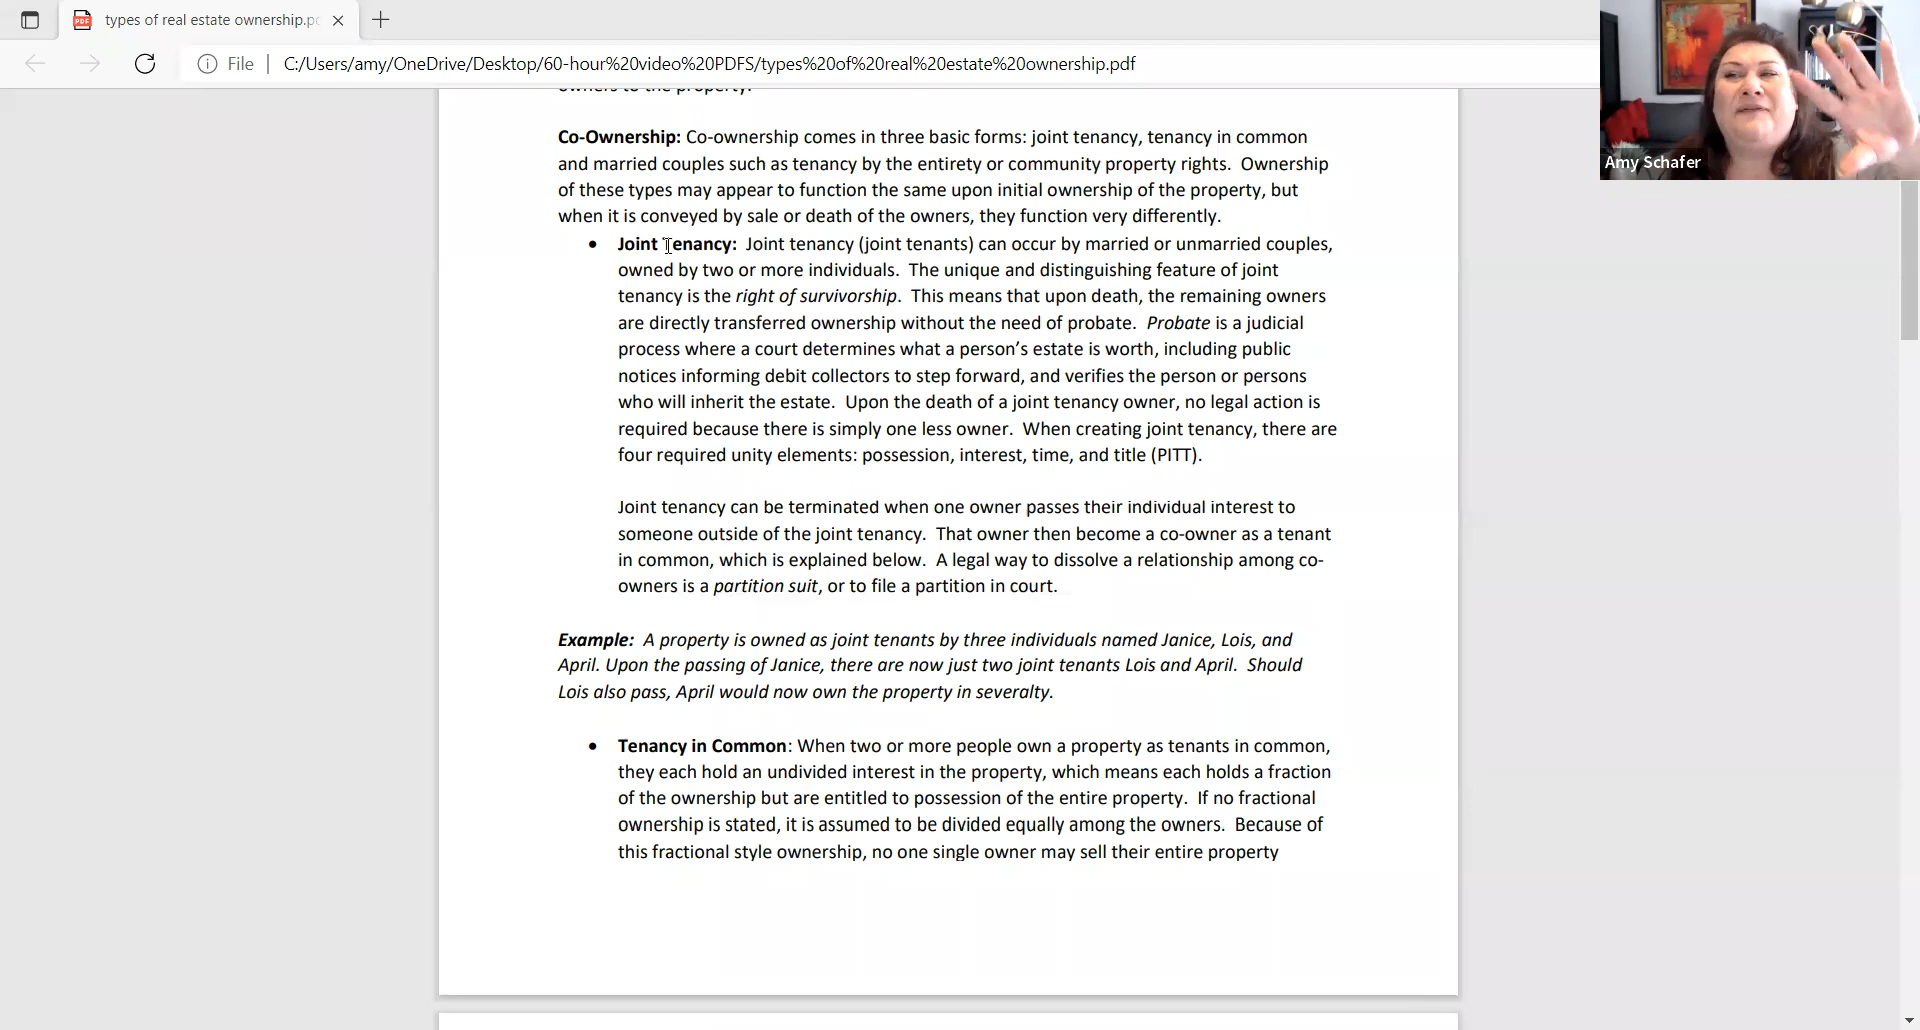 types of real estate ownership.p
File
C:/Users/amy/OneDrive/Desktop/60-hour%20video%20PDFS/types%20of%20real%20estate%20ownership.pdf
Amy Schafer
owners to the property.
Co-Ownership: Co-ownership comes in three basic forms: joint tenancy, tenancy in common
and married couples such as tenancy by the entirety or community property rights. Ownership
of these types may appear to function the same upon initial ownership of the property, but
when it is conveyed by sale or death of the owners, they function very differently.
• Joint Tenancy: Joint tenancy (joint tenants) can occur by married or unmarried couples,
owned by two or more individuals. The unique and distinguishing feature of joint
tenancy is the right of survivorship. This means that upon death, the remaining owners
are directly transferred ownership without the need of probate. Probate is a judicial
process where a court determines what a person's estate is worth, including public
notices informing debit collectors to step forward, and verifies the person or persons
who will inherit the estate. Upon the death of a joint tenancy owner, no legal action is
required because there is simply one less owner. When creating joint tenancy, there are
four required unity elements: possession, interest, time, and title (PITT).
Joint tenancy can be terminated when one owner passes their individual interest to
someone outside of the joint tenancy. That owner then become a co-owner as a tenant
in common, which is explained below. A legal way to dissolve a relationship among co-
owners is a partition suit, or to file a partition in court.
Example: A property is owned as joint tenants by three individuals named Janice, Lois, and
April. Upon the passing of Janice, there are now just two joint tenants Lois and April. Should
Lois also pass, April would now own the property in severalty.
• Tenancy in Common: When two or more people own a property as tenants in common,
they each hold an undivided interest in the property, which means each holds a fraction
of the ownership but are entitled to possession of the entire property. If no fractional
ownership is stated, it is assumed to be divided equally among the owners. Because of
this fractional style ownership, no one single owner may sell their entire property